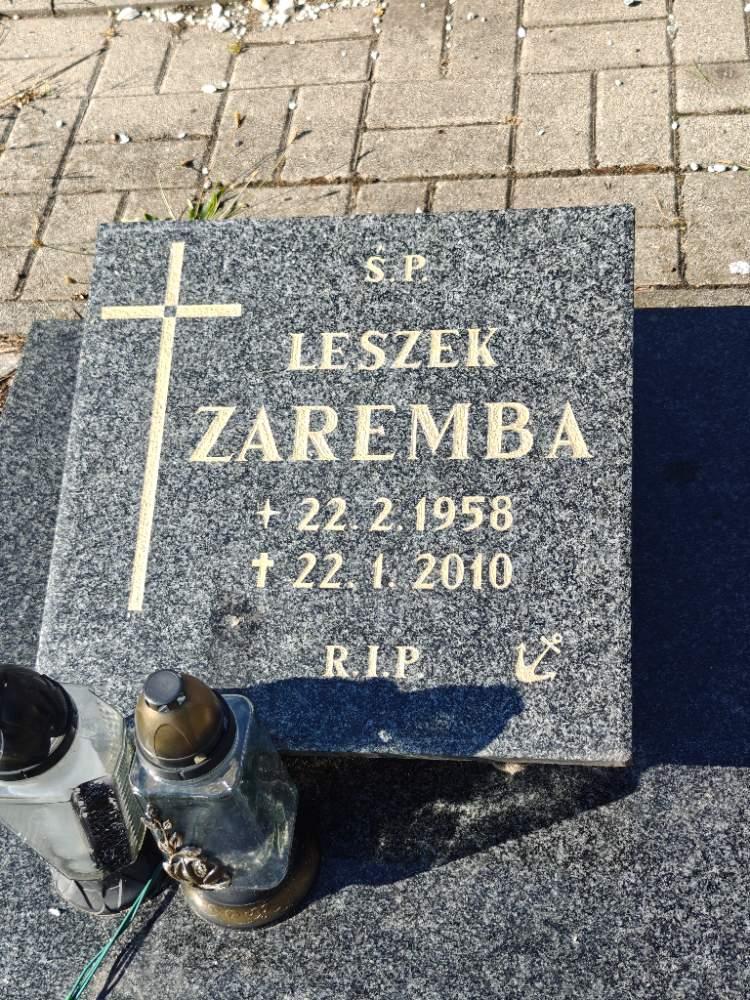 Ś.P.
LESZEK
ZAREMBA
+ 22.2.1958
† 22.1.2010
R.I.P.